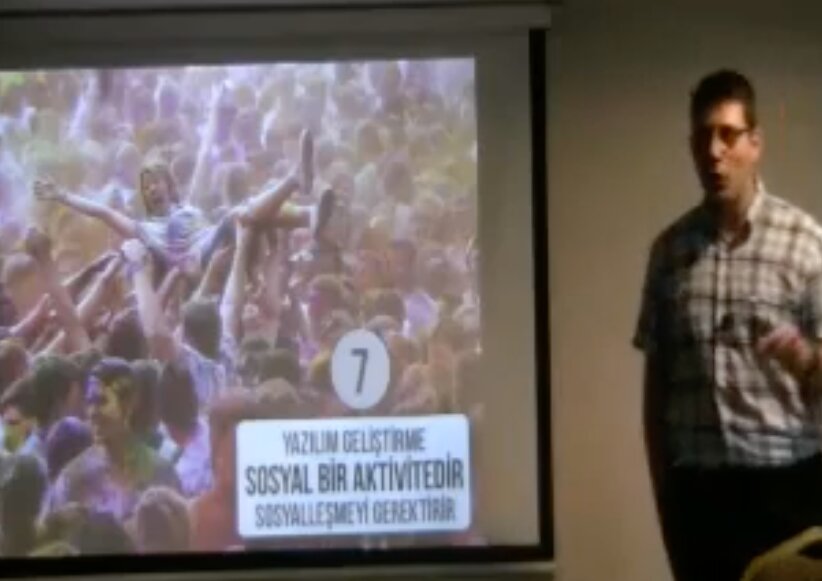 7
YAZILIM GELİŞTİRME
SOSYAL BİR AKTİVİTEDİR
SOSYALLEŞMEYİ GEREKTİRİR